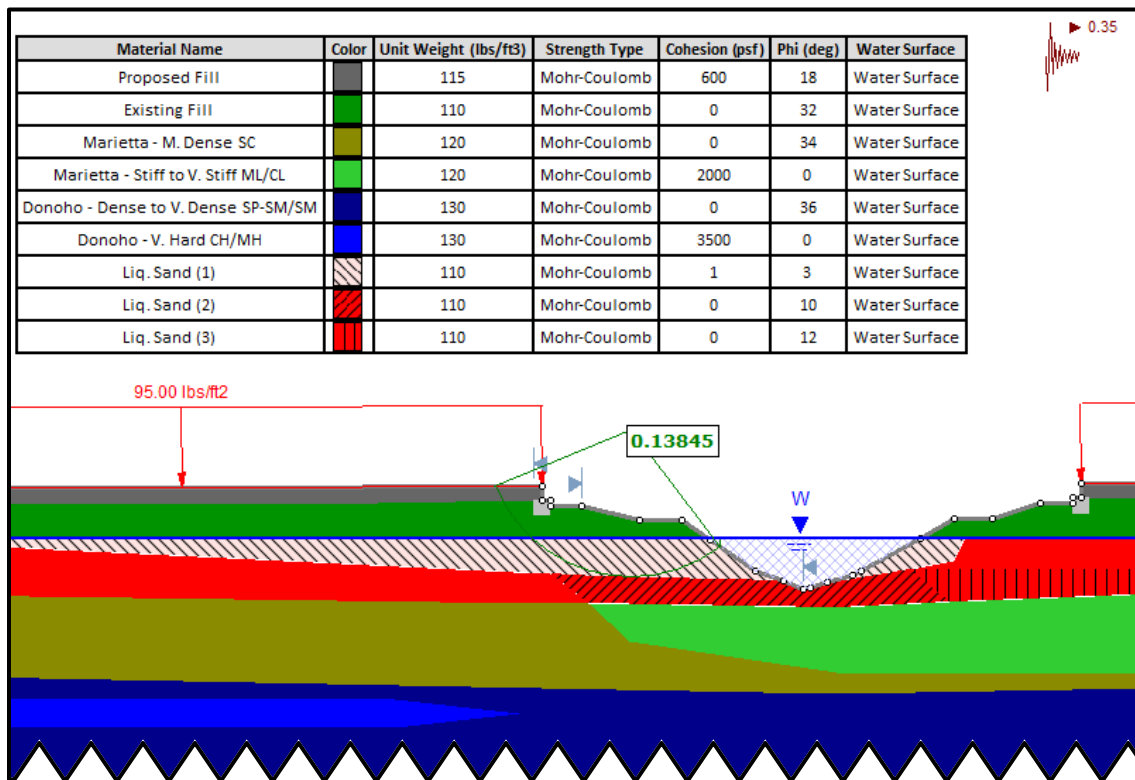 0.35
Material Name Color Unit Weight (lbs/ft3) Strength Type Cohesion (psf) Phi (deg) Water Surface
Proposed Fill 115 Mohr-Coulomb 600 18 Water Surface
Existing Fill 110 Mohr-Coulomb 0 32 Water Surface
Marietta - M. Dense SC 120 Mohr-Coulomb 0 34 Water Surface
Marietta - Stiff to V. Stiff ML/CL 120 Mohr-Coulomb 2000 0 Water Surface
Donoho - Dense to V. Dense SP-SM/SM 130 Mohr-Coulomb 0 36 Water Surface
Donoho - V. Hard CH/MH 130 Mohr-Coulomb 3500 0 Water Surface
Liq. Sand (1) 110 Mohr-Coulomb 1 3 Water Surface
Liq. Sand (2) 110 Mohr-Coulomb 0 10 Water Surface
Liq. Sand (3) 110 Mohr-Coulomb 0 12 Water Surface
95.00 lbs/ft2
0.13845
W